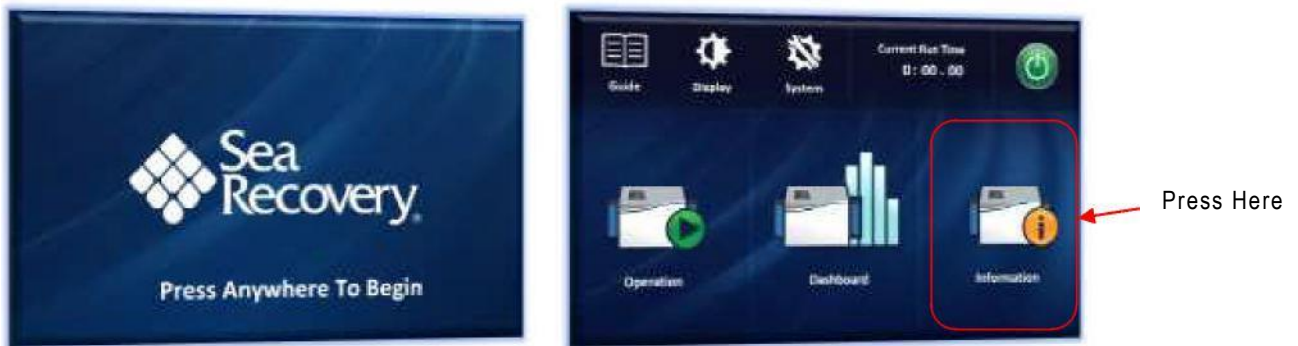 Sea
Recovery®
Press Anywhere To Begin
Guide
Display
System
Current Run Time
0 : 00 . 00
Operation
Dashboard
Information
Press Here